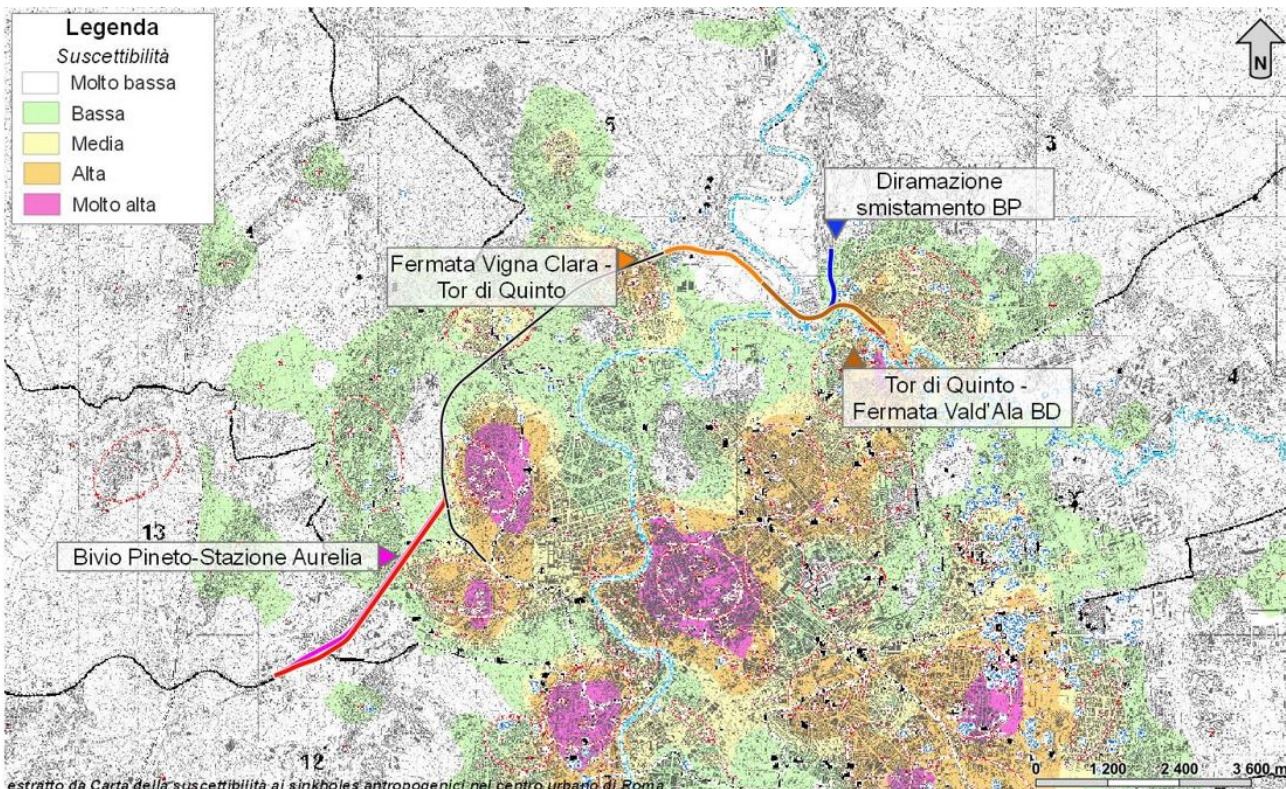 Legenda
Suscettibilità
Molto bassa
Bassa
Media
Alta
Molto alta
N
5
3
Diramazione
smistamento BP
Fermata Vigna Clara -
Tor di Quinto
4
4
Tor di Quinto -
Fermata Vald'Ala BD
13
Bivio Pineto-Stazione Aurelia
12
0 1 200 2 400 3 600 m
estratto da Carta della suscettibilità ai sinkholes antropogenici nel centro urbano di Roma